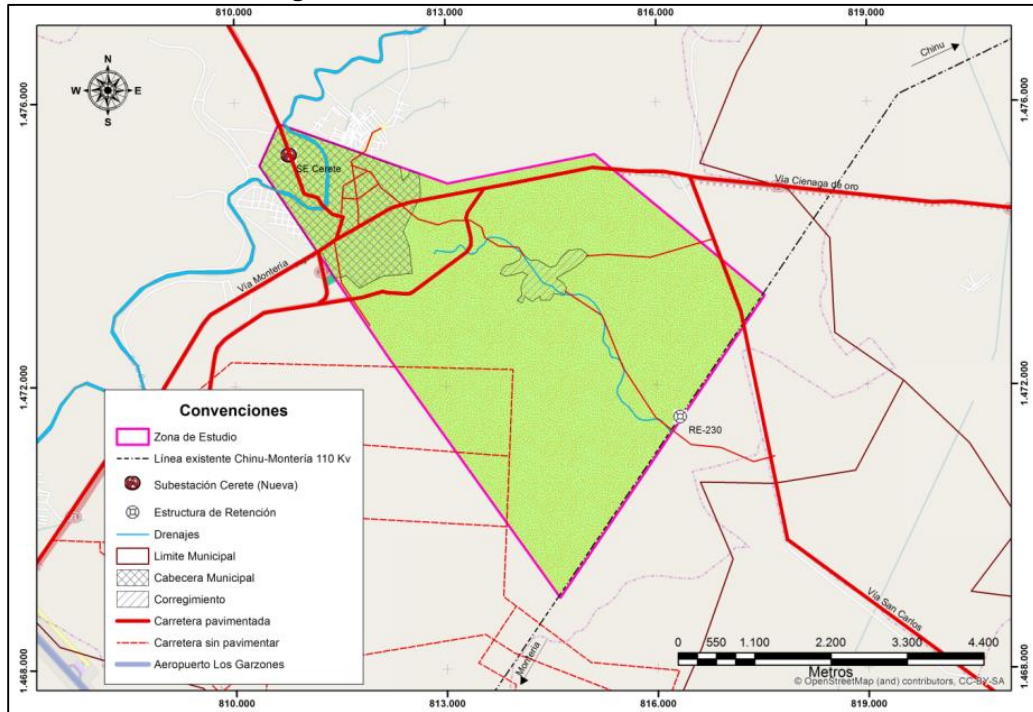 810.000
813.000
816.000
819.000
1.476.000
1.476.000
N
W
E
S
Chinu
SE Cerete
Vía Cienaga de oro
Vía Montería
1.472.000
1.472.000
RE-230
Convenciones
Zona de Estudio
Línea existente Chinu-Montería 110 Kv
Subestación Cerete (Nueva)
Estructura de Retención
Drenajes
Limite Municipal
Cabecera Municipal
Corregimiento
Carretera pavimentada
Carretera sin pavimentar
Aeropuerto Los Garzones
Vía San Carlos
Montería
0 550 1.100 2.200 3.300 4.400
Metros
© OpenStreetMap (and) contributors, CC-BY-SA
1.468.000
1.468.000
810.000
813.000
816.000
819.000